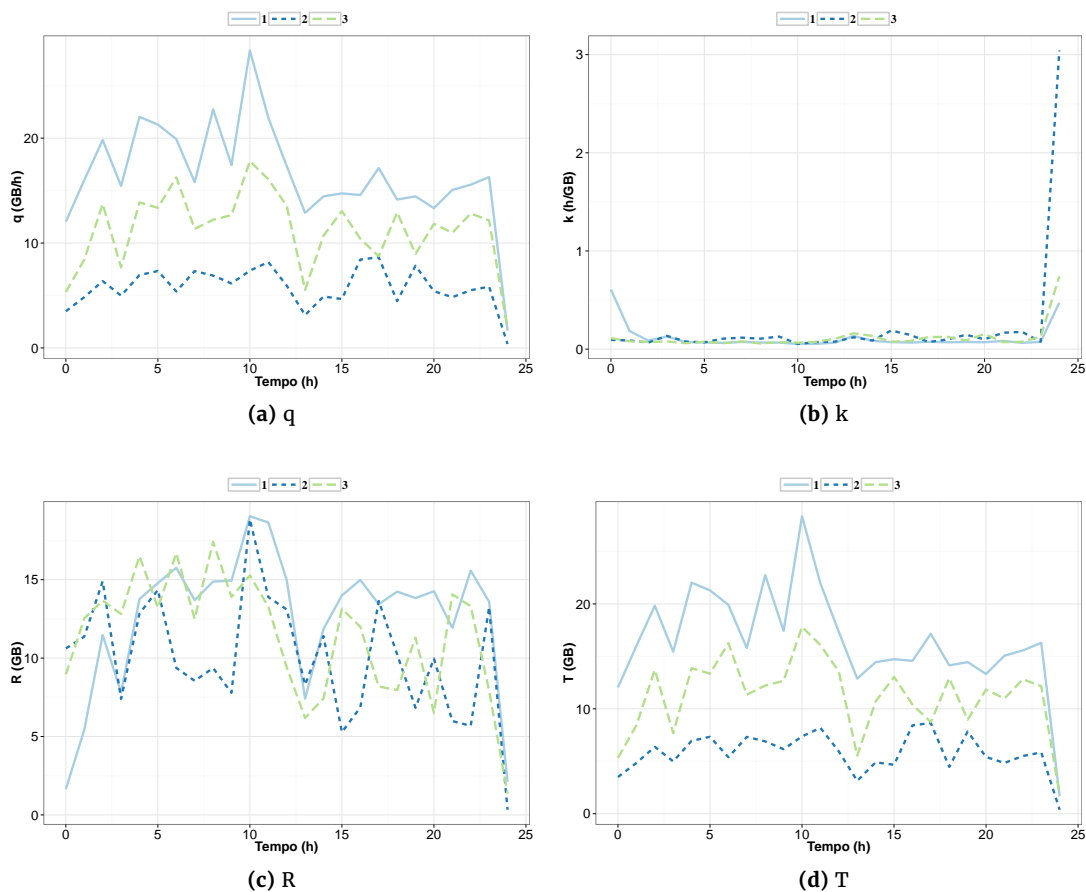 1 2 3
1 2 3
q (GB/h)
20
10
0
0 5 10 15 20 25
Tempo (h)
(a) q
k (h/GB)
3
2
1
0
0 5 10 15 20 25
Tempo (h)
(b) k
1 2 3
1 2 3
R (GB)
15
10
5
0
0 5 10 15 20 25
Tempo (h)
(c) R
T (GB)
20
10
0
0 5 10 15 20 25
Tempo (h)
(d) T